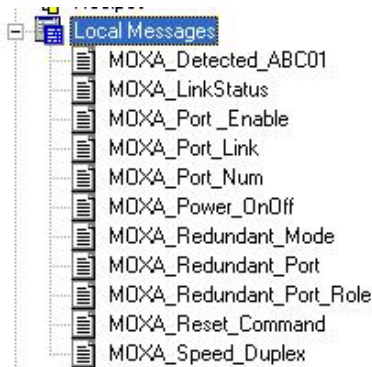 Local Messages
MOXA_Detected_ABC01
MOXA_LinkStatus
MOXA_Port _Enable
MOXA_Port_Link
MOXA_Port_Num
MOXA_Power_OnOff
MOXA_Redundant_Mode
MOXA_Redundant_Port
MOXA_Redundant_Port_Role
MOXA_Reset_Command
MOXA_Speed_Duplex